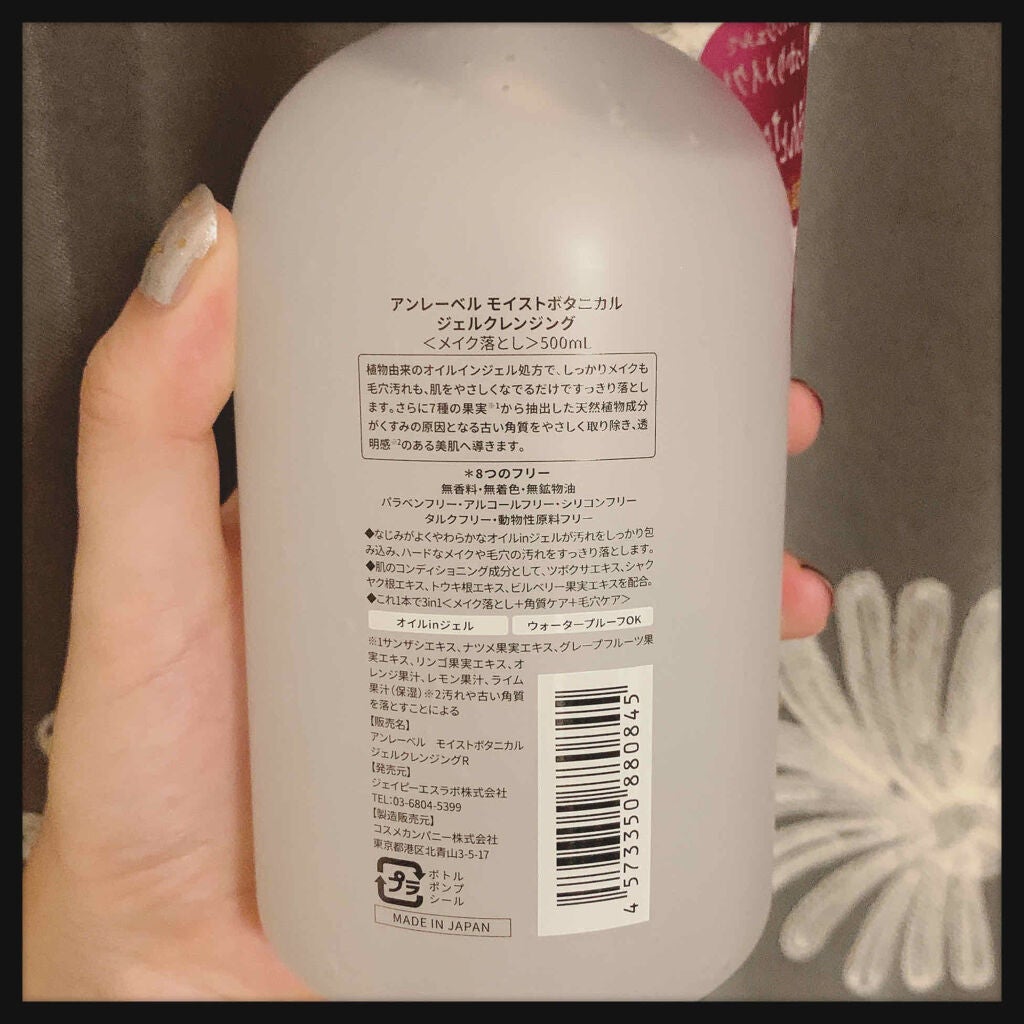 アンレーベル モイストボタニカル
ジェルクレンジング
＜メイク落とし＞500mL
植物由来のオイルインジェル処方で、しっかりメイクも
毛穴汚れも、肌をやさしくなでるだけですっきり落とし
ます。さらに7種の果実※1から抽出した天然植物成分
がくすみの原因となる古い角質をやさしく取り除き、透
明感※2のある美肌へ導きます。
＊8つのフリー
無香料・無着色・無鉱物油
パラベンフリー・アルコールフリー・シリコンフリー
タルクフリー・動物性原料フリー
◆なじみがよくやわらかなオイルinジェルが汚れをしっかり包
み込み、ハードなメイクや毛穴の汚れをすっきり落とします。
◆肌のコンディショニング成分として、ツボクサエキス、シャク
ヤク根エキス、トウキ根エキス、ビルベリー果実エキスを配合。
◆これ1本で3in1＜メイク落とし＋角質ケア＋毛穴ケア＞
オイルinジェル ウォータープルーフOK
※1サンザシエキス、ナツメ果実エキス、グレープフルーツ果
実エキス、リンゴ果実エキス、オ
レンジ果汁、レモン果汁、ライム
果汁(保湿)※2汚れや古い角質
を落とすことによる
【販売名】
アンレーベル モイストボタニカル
ジェルクレンジングR
【発売元】
ジェイピーエスラボ株式会社
TEL:03-6804-5399
【製造販売元】
コスメカンパニー株式会社
東京都港区北青山3-5-17
プラ
ボトル
ポンプ
シール
MADE IN JAPAN
4 573350 880845